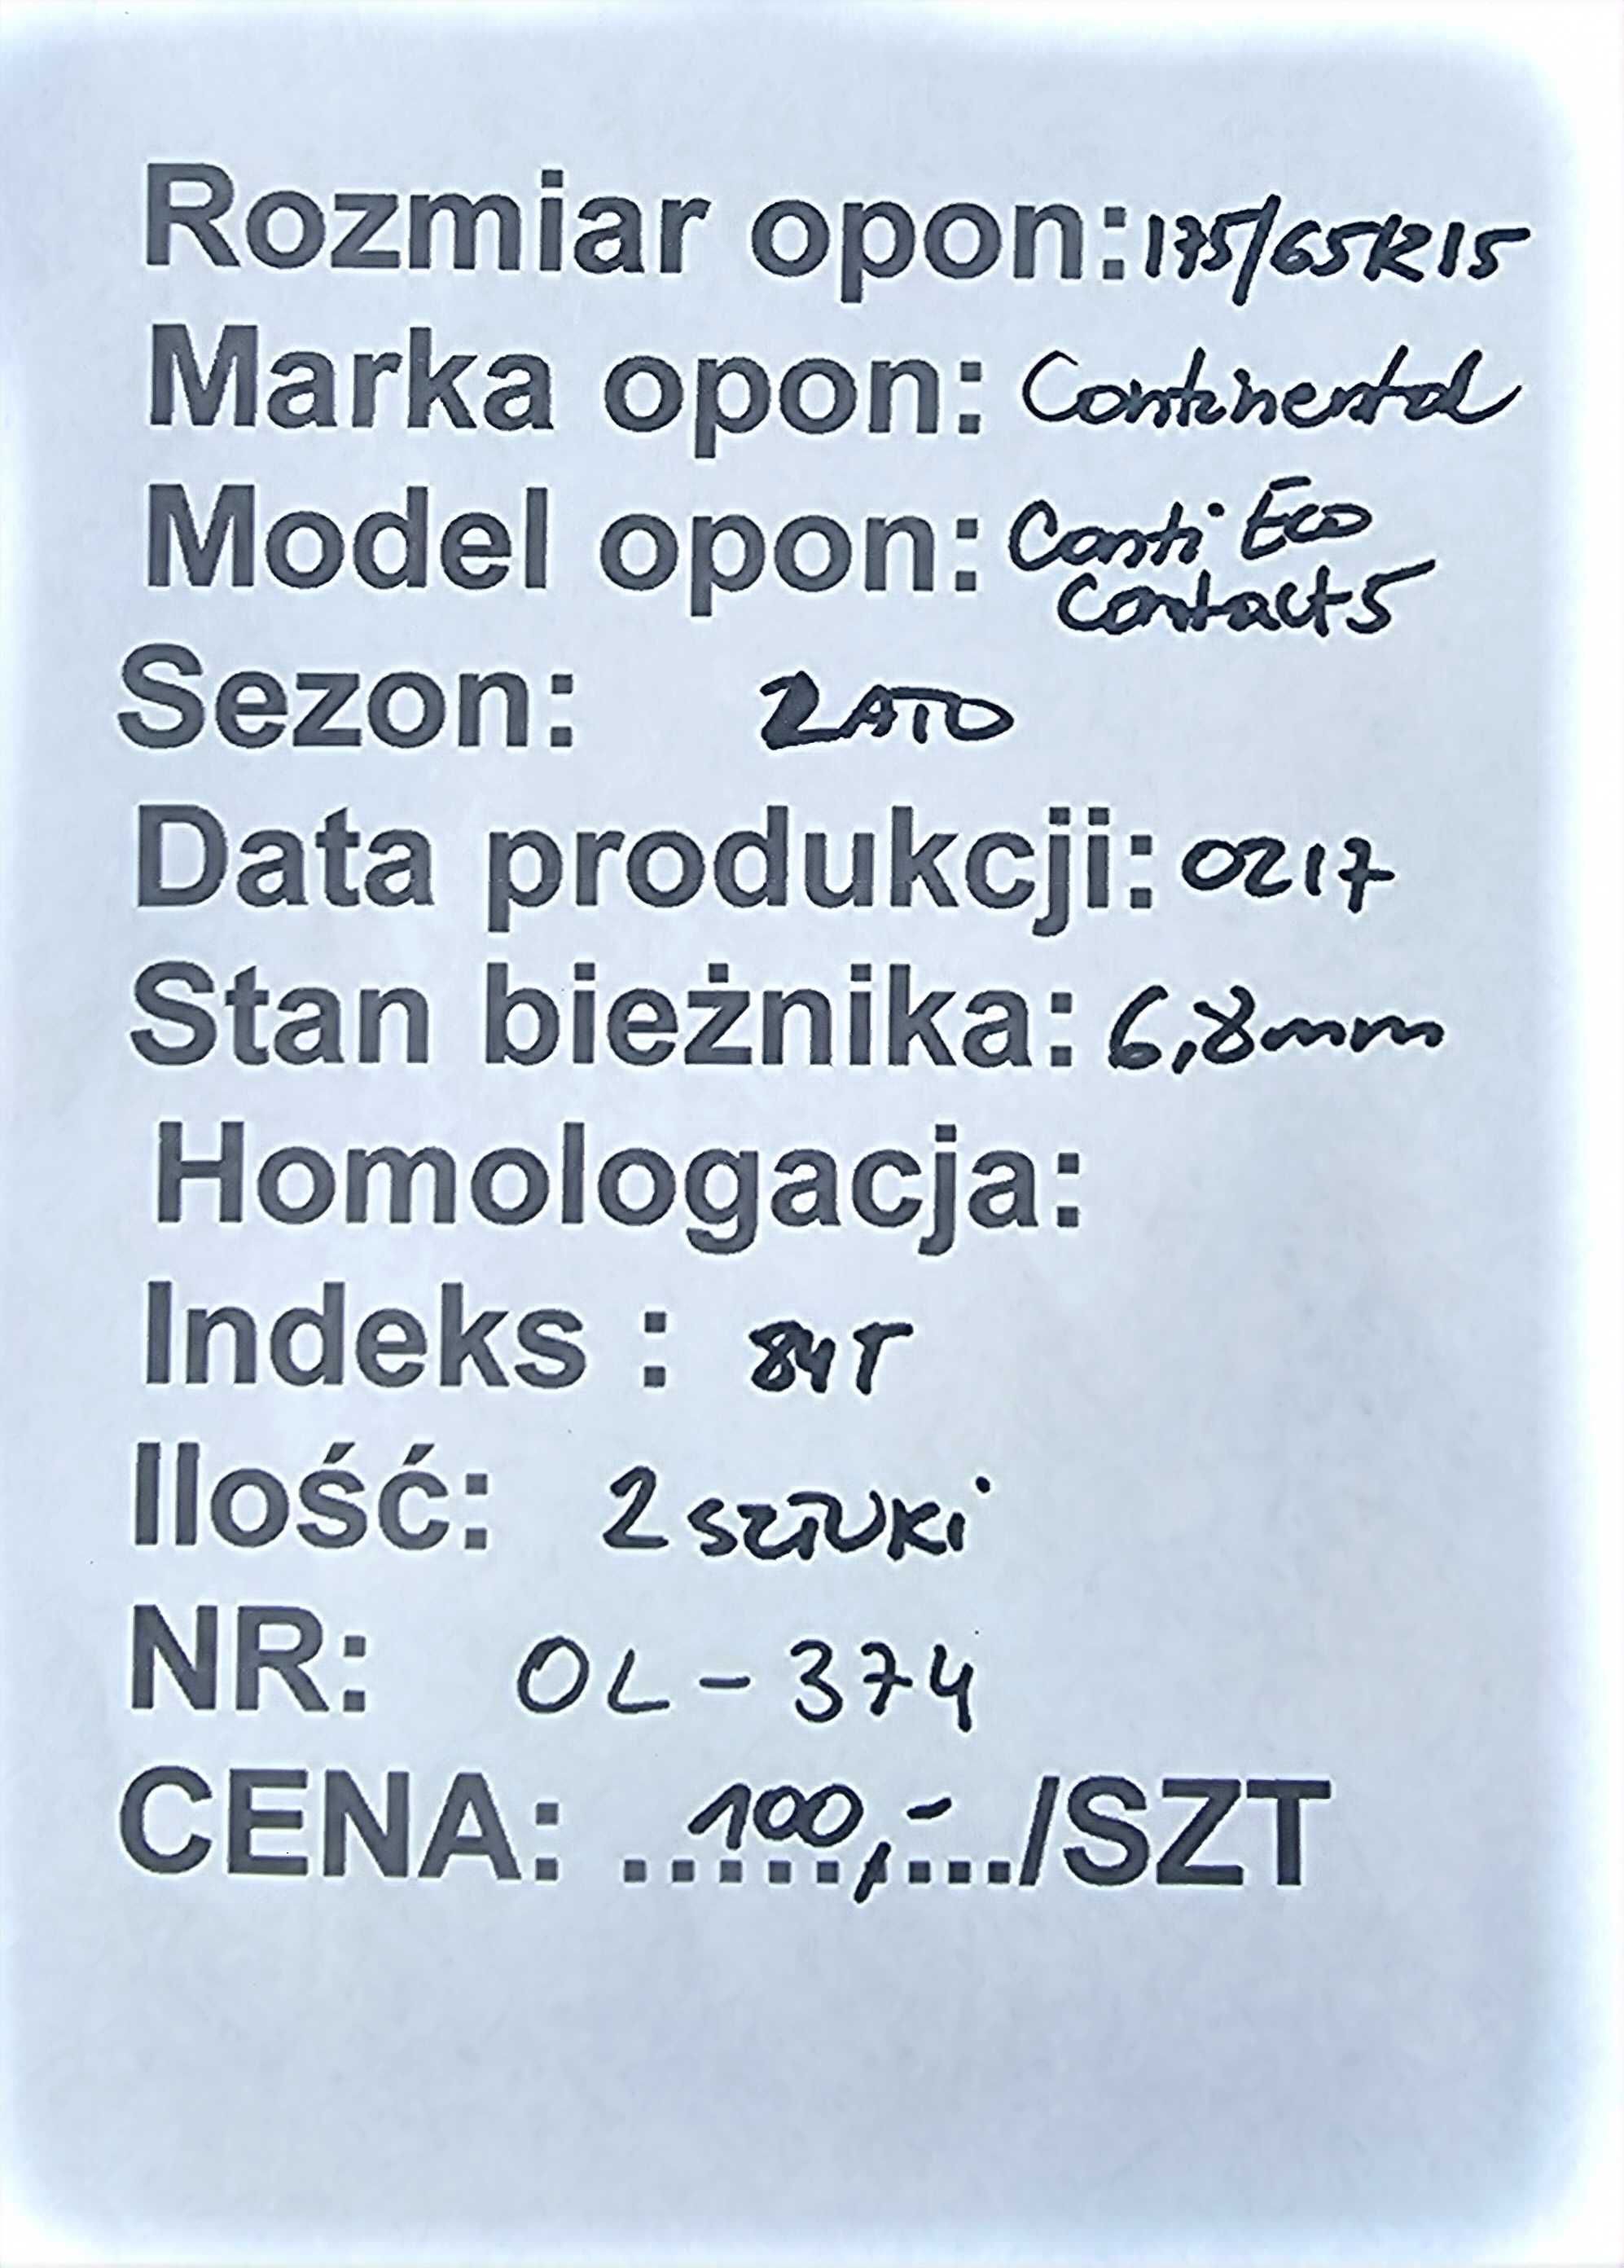 Rozmiar opon: 175/65R15
Marka opon: Continental
Model opon: Conti Eco
Contact 5
Sezon: LATO
Data produkcji: 0217
Stan bieżnika: 6,8mm
Homologacja:
Indeks : 84T
Ilość: 2 SZTUKi
NR: OL-374
CENA: ......100,-..../SZT